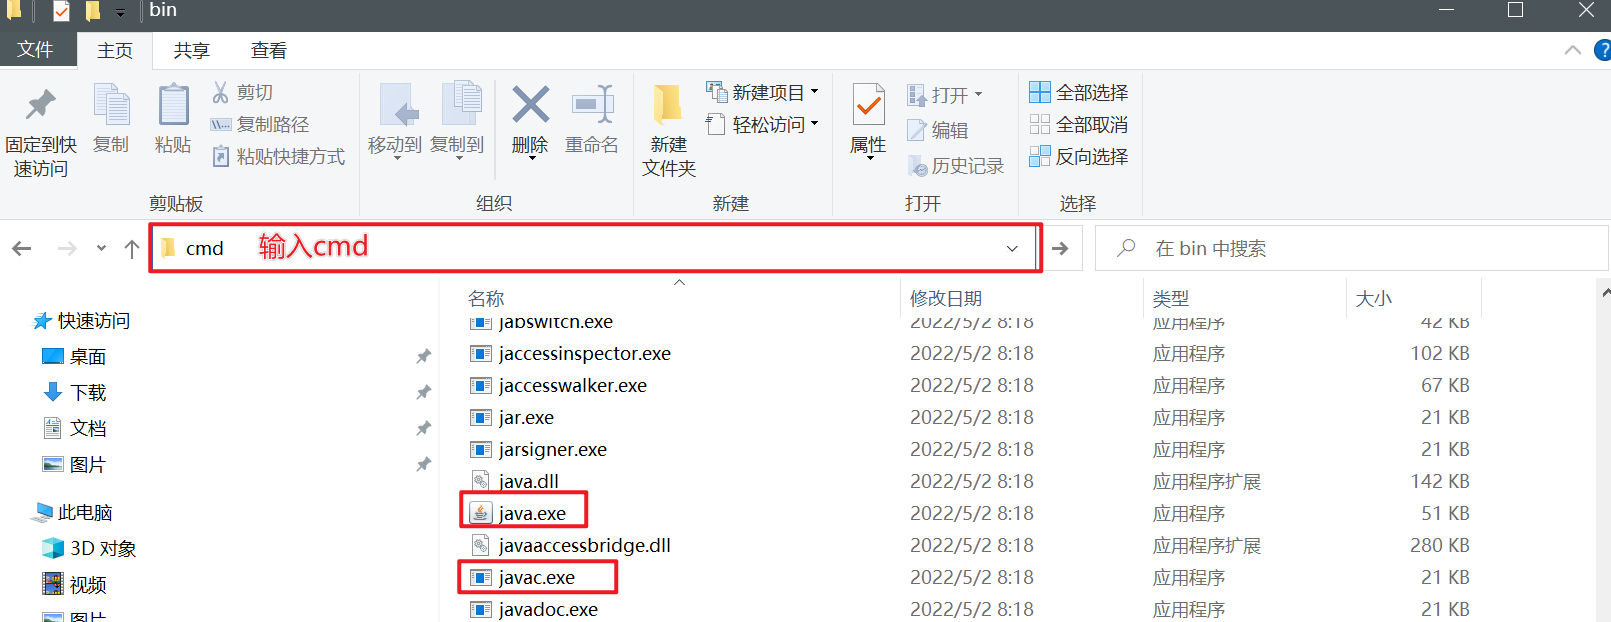 bin
文件 主页 共享 查看
固定到快
速访问
复制
粘贴
剪切
复制路径
粘贴快捷方式
剪贴板
移动到 复制到
删除 重命名
组织
新建
文件夹
新建项目
轻松访问
新建
属性
打开
编辑
历史记录
打开
全部选择
全部取消
反向选择
选择
cmd 输入cmd
在 bin 中搜索
快速访问
桌面
下载
文档
图片
此电脑
3D 对象
视频
图片
名称 修改日期 类型 大小
jabswitch.exe 2022/5/2 8:18 应用程序 42 KB
jaccessinspector.exe 2022/5/2 8:18 应用程序 102 KB
jaccesswalker.exe 2022/5/2 8:18 应用程序 67 KB
jar.exe 2022/5/2 8:18 应用程序 21 KB
jarsigner.exe 2022/5/2 8:18 应用程序 21 KB
java.dll 2022/5/2 8:18 应用程序扩展 142 KB
java.exe 2022/5/2 8:18 应用程序 51 KB
javaaccessbridge.dll 2022/5/2 8:18 应用程序扩展 280 KB
javac.exe 2022/5/2 8:18 应用程序 21 KB
javadoc.exe 2022/5/2 8:18 应用程序 21 KB